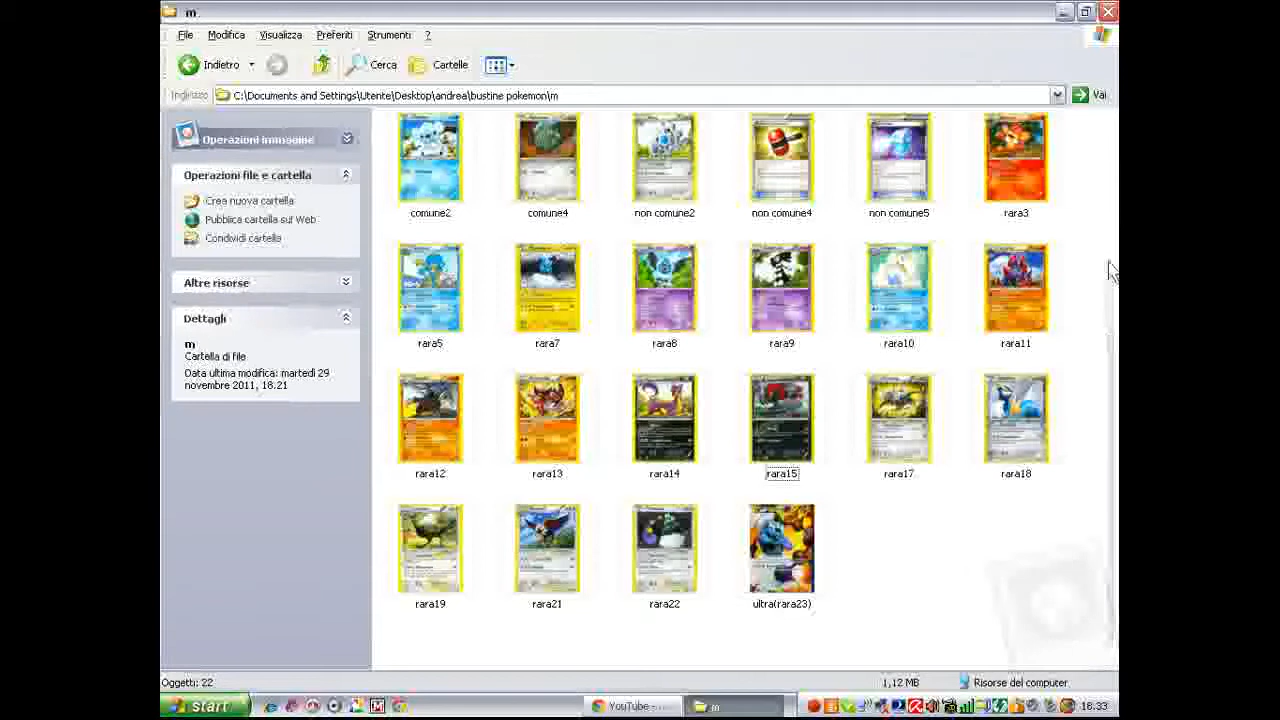 m
File Modifica Visualizza Preferiti Strumenti ?
Indietro Cerca Cartelle
Indirizzo C:\Documents and Settings\Utente\Desktop\andrea\bustine pokemon\m Vai
Operazioni immagine
Operazioni file e cartella
Crea nuova cartella
Pubblica cartella sul Web
Condividi cartella
Altre risorse
Dettagli
m
Cartella di file
Data ultima modifica: martedì 29
novembre 2011, 18.21
comune2 comune4 non comune2 non comune4 non comune5 rara3
rara5 rara7 rara8 rara9 rara10 rara11
rara12 rara13 rara14 rara15 rara17 rara18
rara19 rara21 rara22 ultra(rara23)
Oggetti: 22 1,12 MB Risorse del computer
start YouTube m 18.33